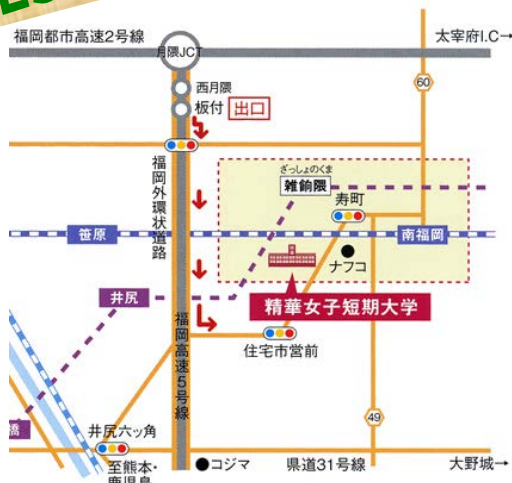 ES
福岡都市高速2号線
月隈JCT
太宰府I.C→
西月隈
板付 出口
60
福岡外環状道路
ざっしょのくま
雑餉隈
寿町
笹原
南福岡
ナフコ
井尻
精華女子短期大学
福岡高速5号線
住宅市営前
49
橋
井尻六ッ角
至熊本・
鹿児島
コジマ
県道31号線
大野城→